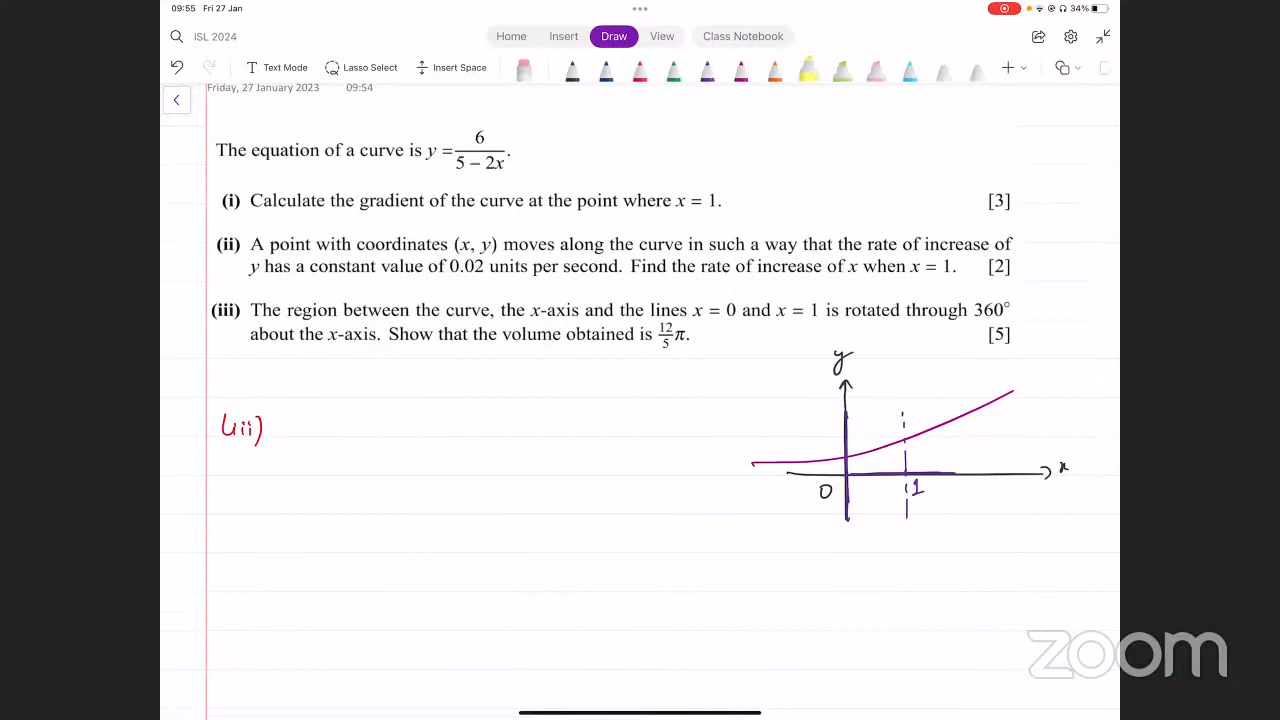 09:55 Fri 27 Jan
34%
ISL 2024
Home Insert Draw View Class Notebook
Text Mode Lasso Select Insert Space
Friday, 27 January 2023 09:54
The equation of a curve is y = 6/(5 − 2x).
(i) Calculate the gradient of the curve at the point where x = 1. [3]
(ii) A point with coordinates (x, y) moves along the curve in such a way that the rate of increase of
y has a constant value of 0.02 units per second. Find the rate of increase of x when x = 1. [2]
(iii) The region between the curve, the x-axis and the lines x = 0 and x = 1 is rotated through 360°
about the x-axis. Show that the volume obtained is 12/5 π. [5]
y
(iii)
x
0
1
zoom